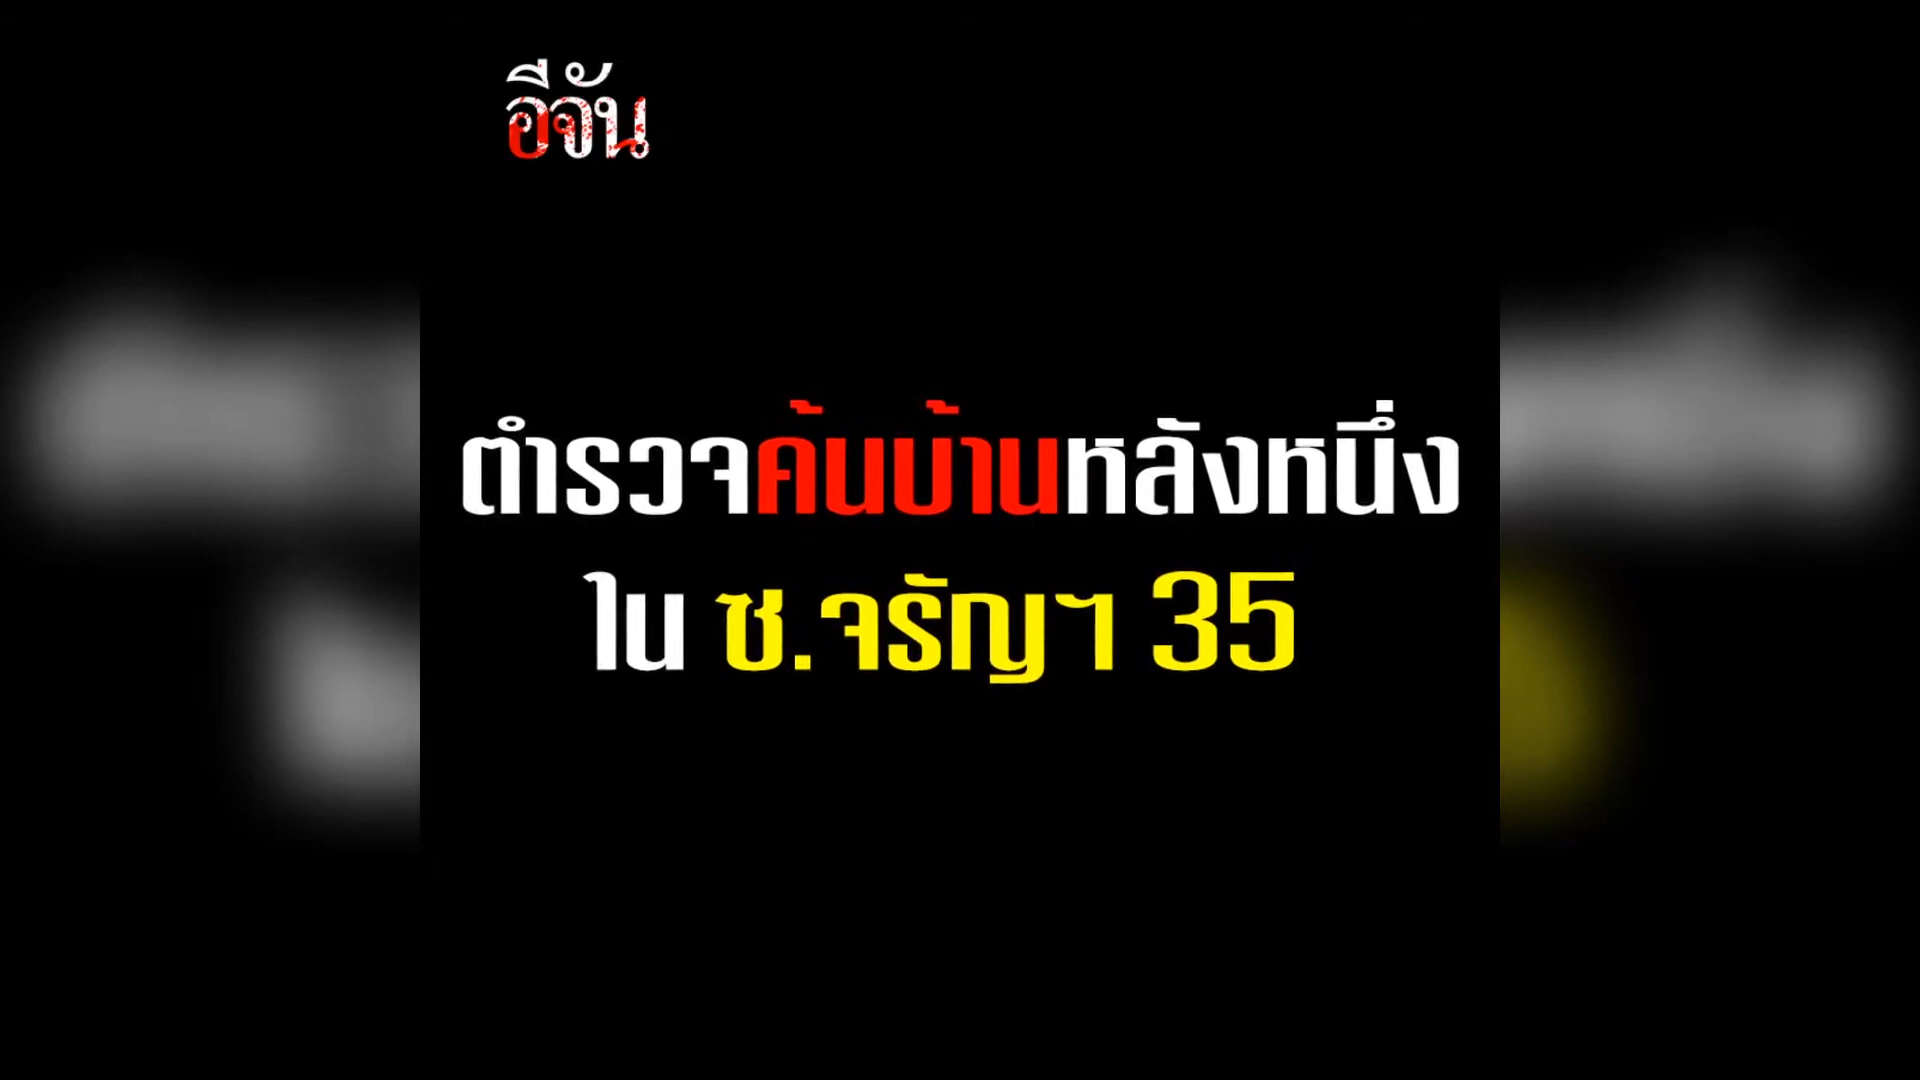 อีจัน
ตำรวจค้นบ้านหลังหนึ่ง
ใน ซ.จรัญฯ 35